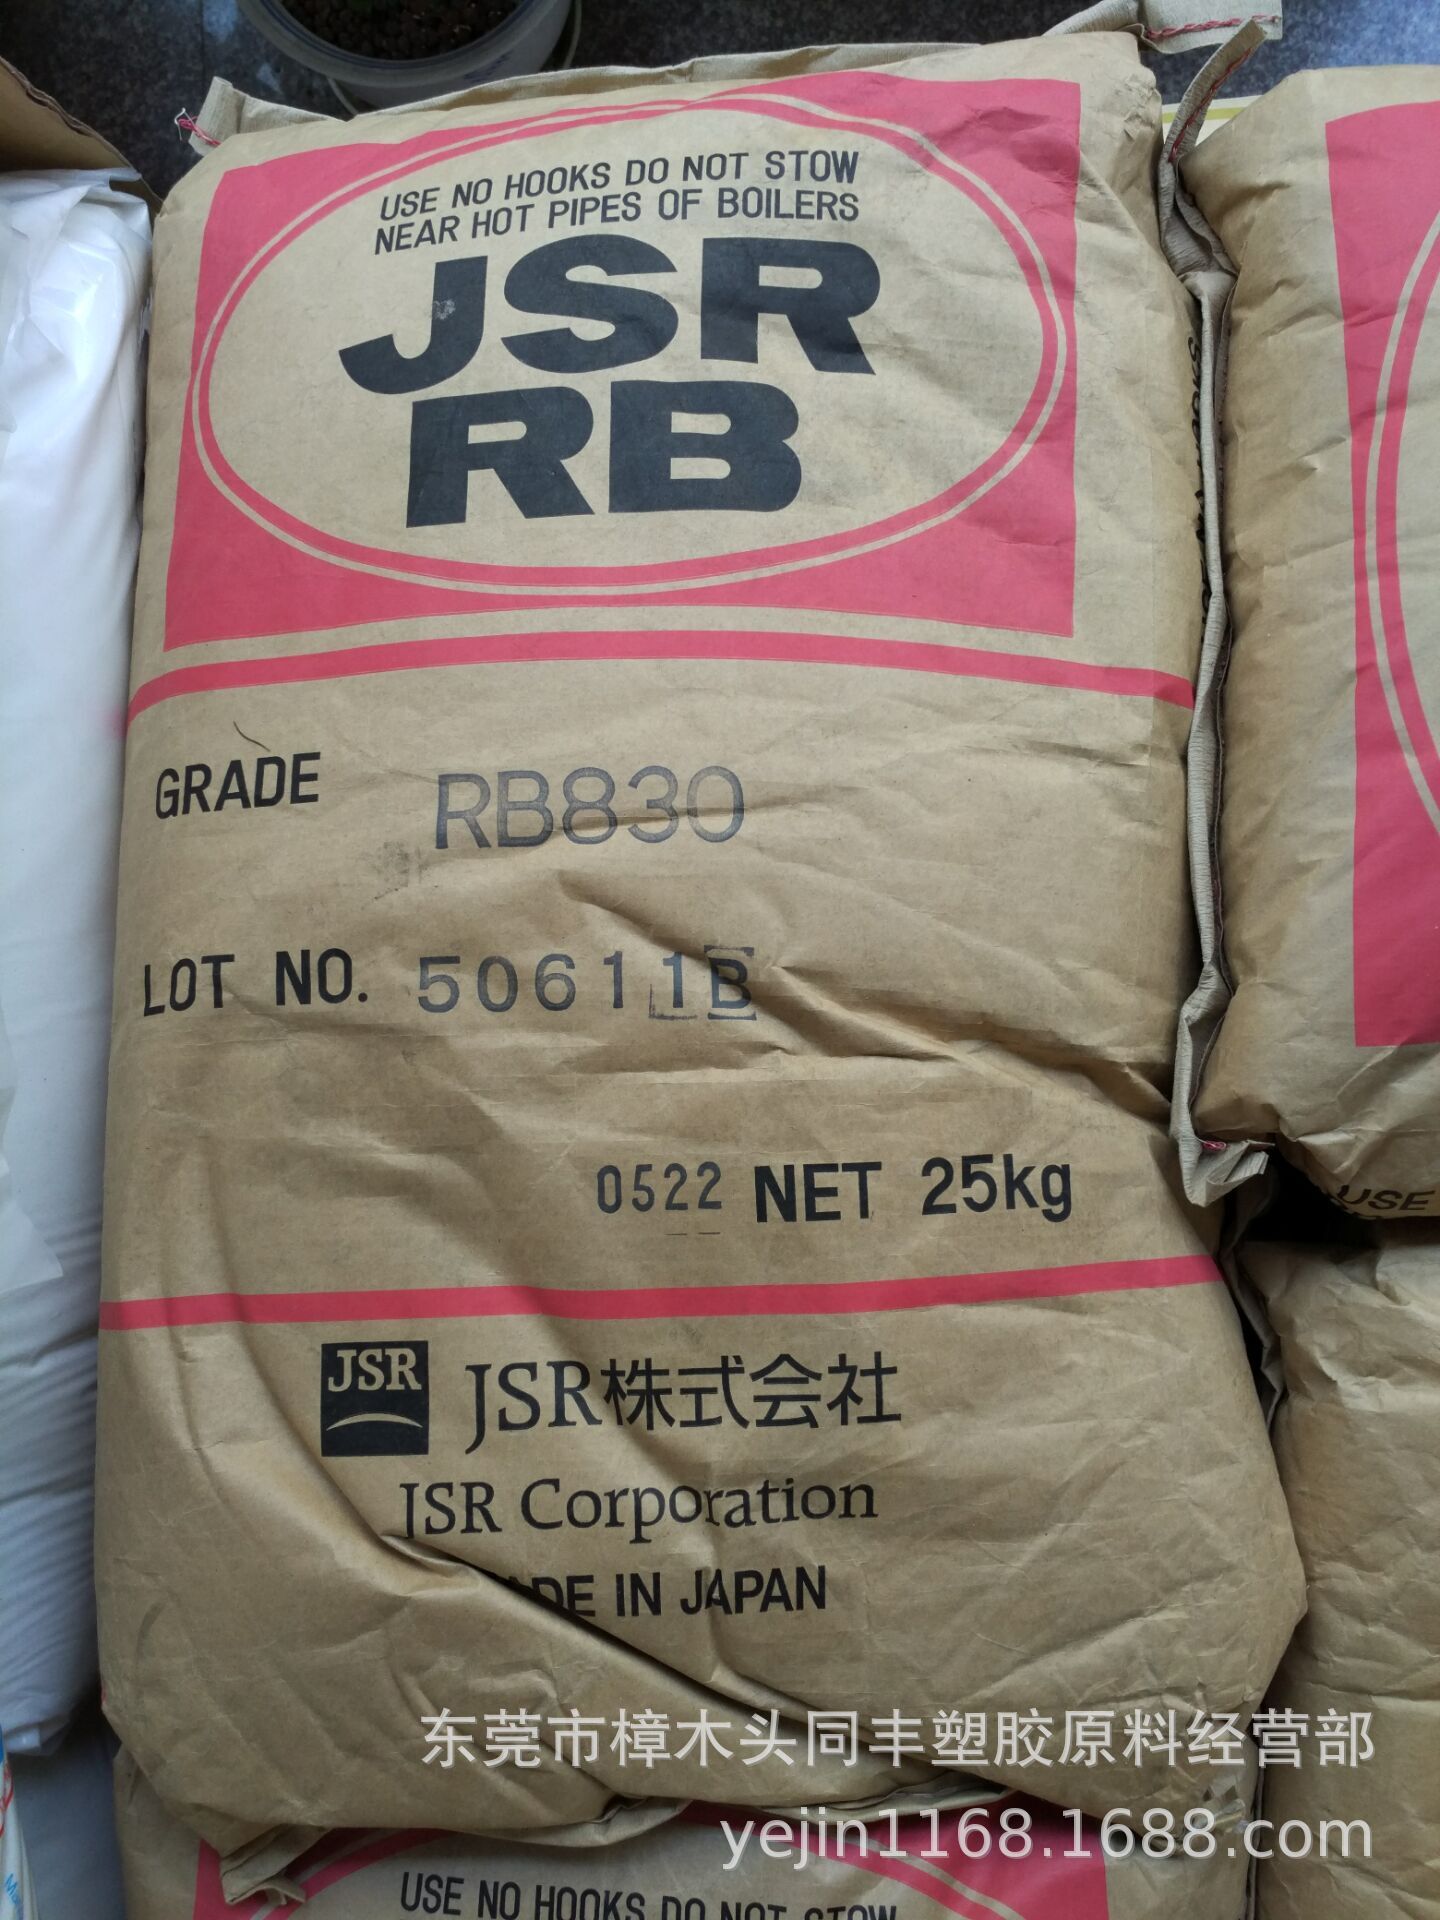 USE NO HOOKS DO NOT STOW
NEAR HOT PIPES OF BOILERS
JSR
RB
GRADE RB830
LOT NO. 50611B
0522 NET 25kg
JSR JSR株式会社
JSR Corporation
DE IN JAPAN
USE
东莞市樟木头同丰塑胶原料经营部
yejin1168.1688.com
USE NO HOOKS DO NOT STOW